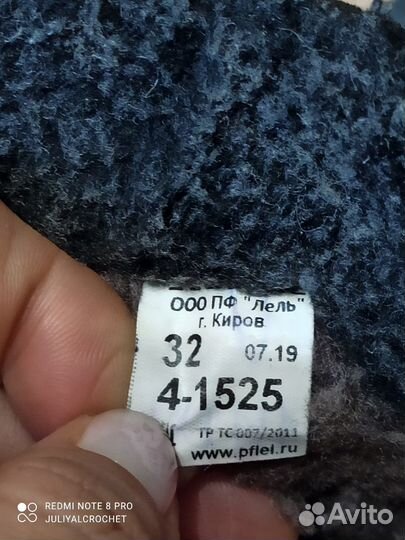 ООО ПФ "Лель"
г. Киров
32 07.19
4-1525
ТР ТС 007/2011
www.pflel.ru
REDMI NOTE 8 PRO
JULIYALCROCHET
Avito